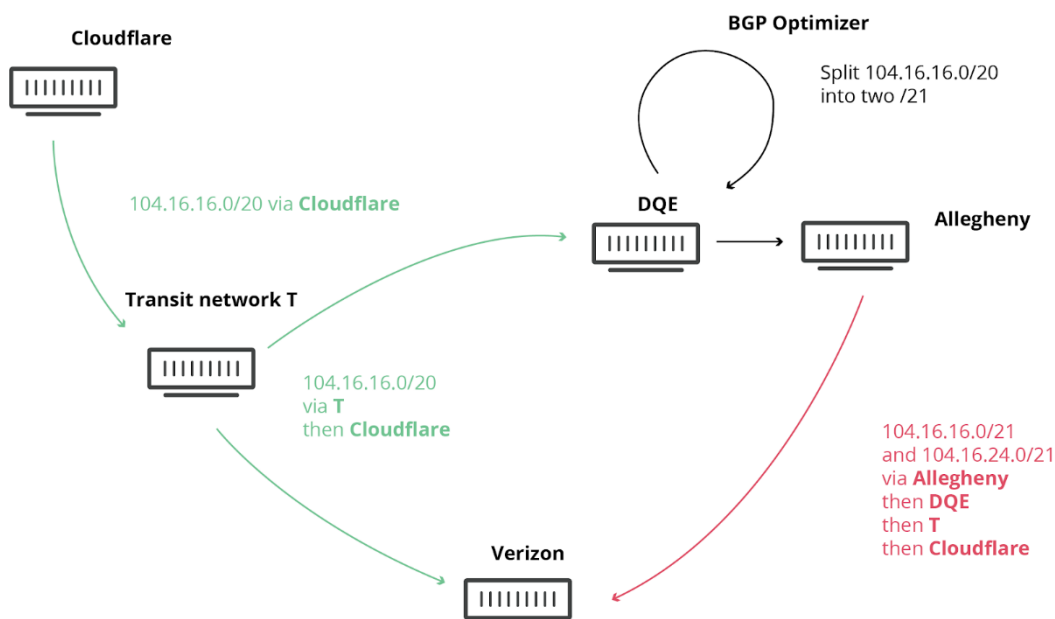 Cloudflare
BGP Optimizer
Split 104.16.16.0/20
into two /21
104.16.16.0/20 via Cloudflare
DQE
Allegheny
Transit network T
104.16.16.0/20
via T
then Cloudflare
104.16.16.0/21
and 104.16.24.0/21
via Allegheny
then DQE
then T
then Cloudflare
Verizon